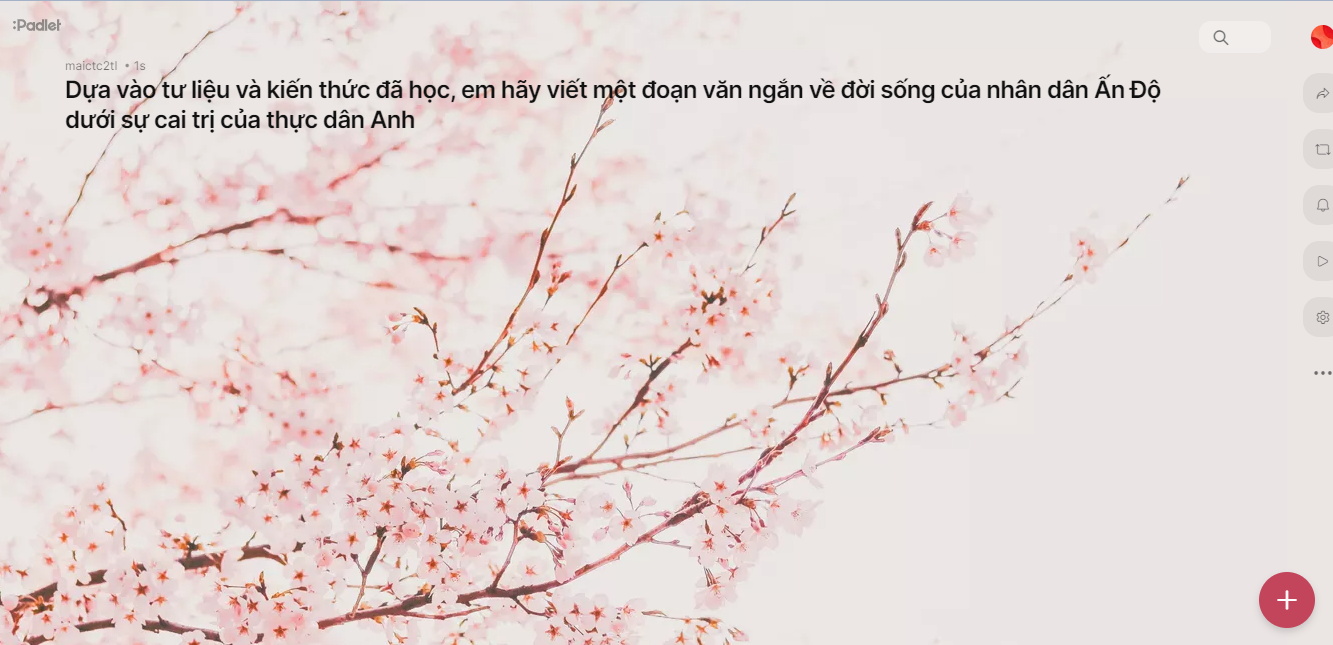 :Padlet
maictc2tl • 1s
Dựa vào tư liệu và kiến thức đã học, em hãy viết một đoạn văn ngắn về đời sống của nhân dân Ấn Độ
dưới sự cai trị của thực dân Anh